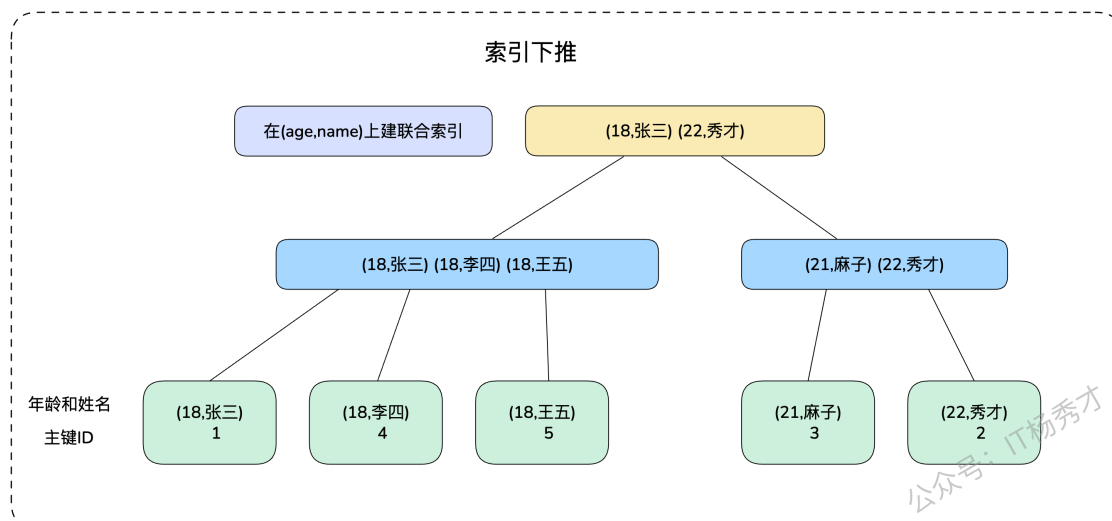 索引下推
在(age,name)上建联合索引
(18,张三) (22,秀才)
(18,张三) (18,李四) (18,王五)
(21,麻子) (22,秀才)
年龄和姓名
主键ID
(18,张三)
1
(18,李四)
4
(18,王五)
5
(21,麻子)
3
(22,秀才)
2
公众号：IT杨秀才